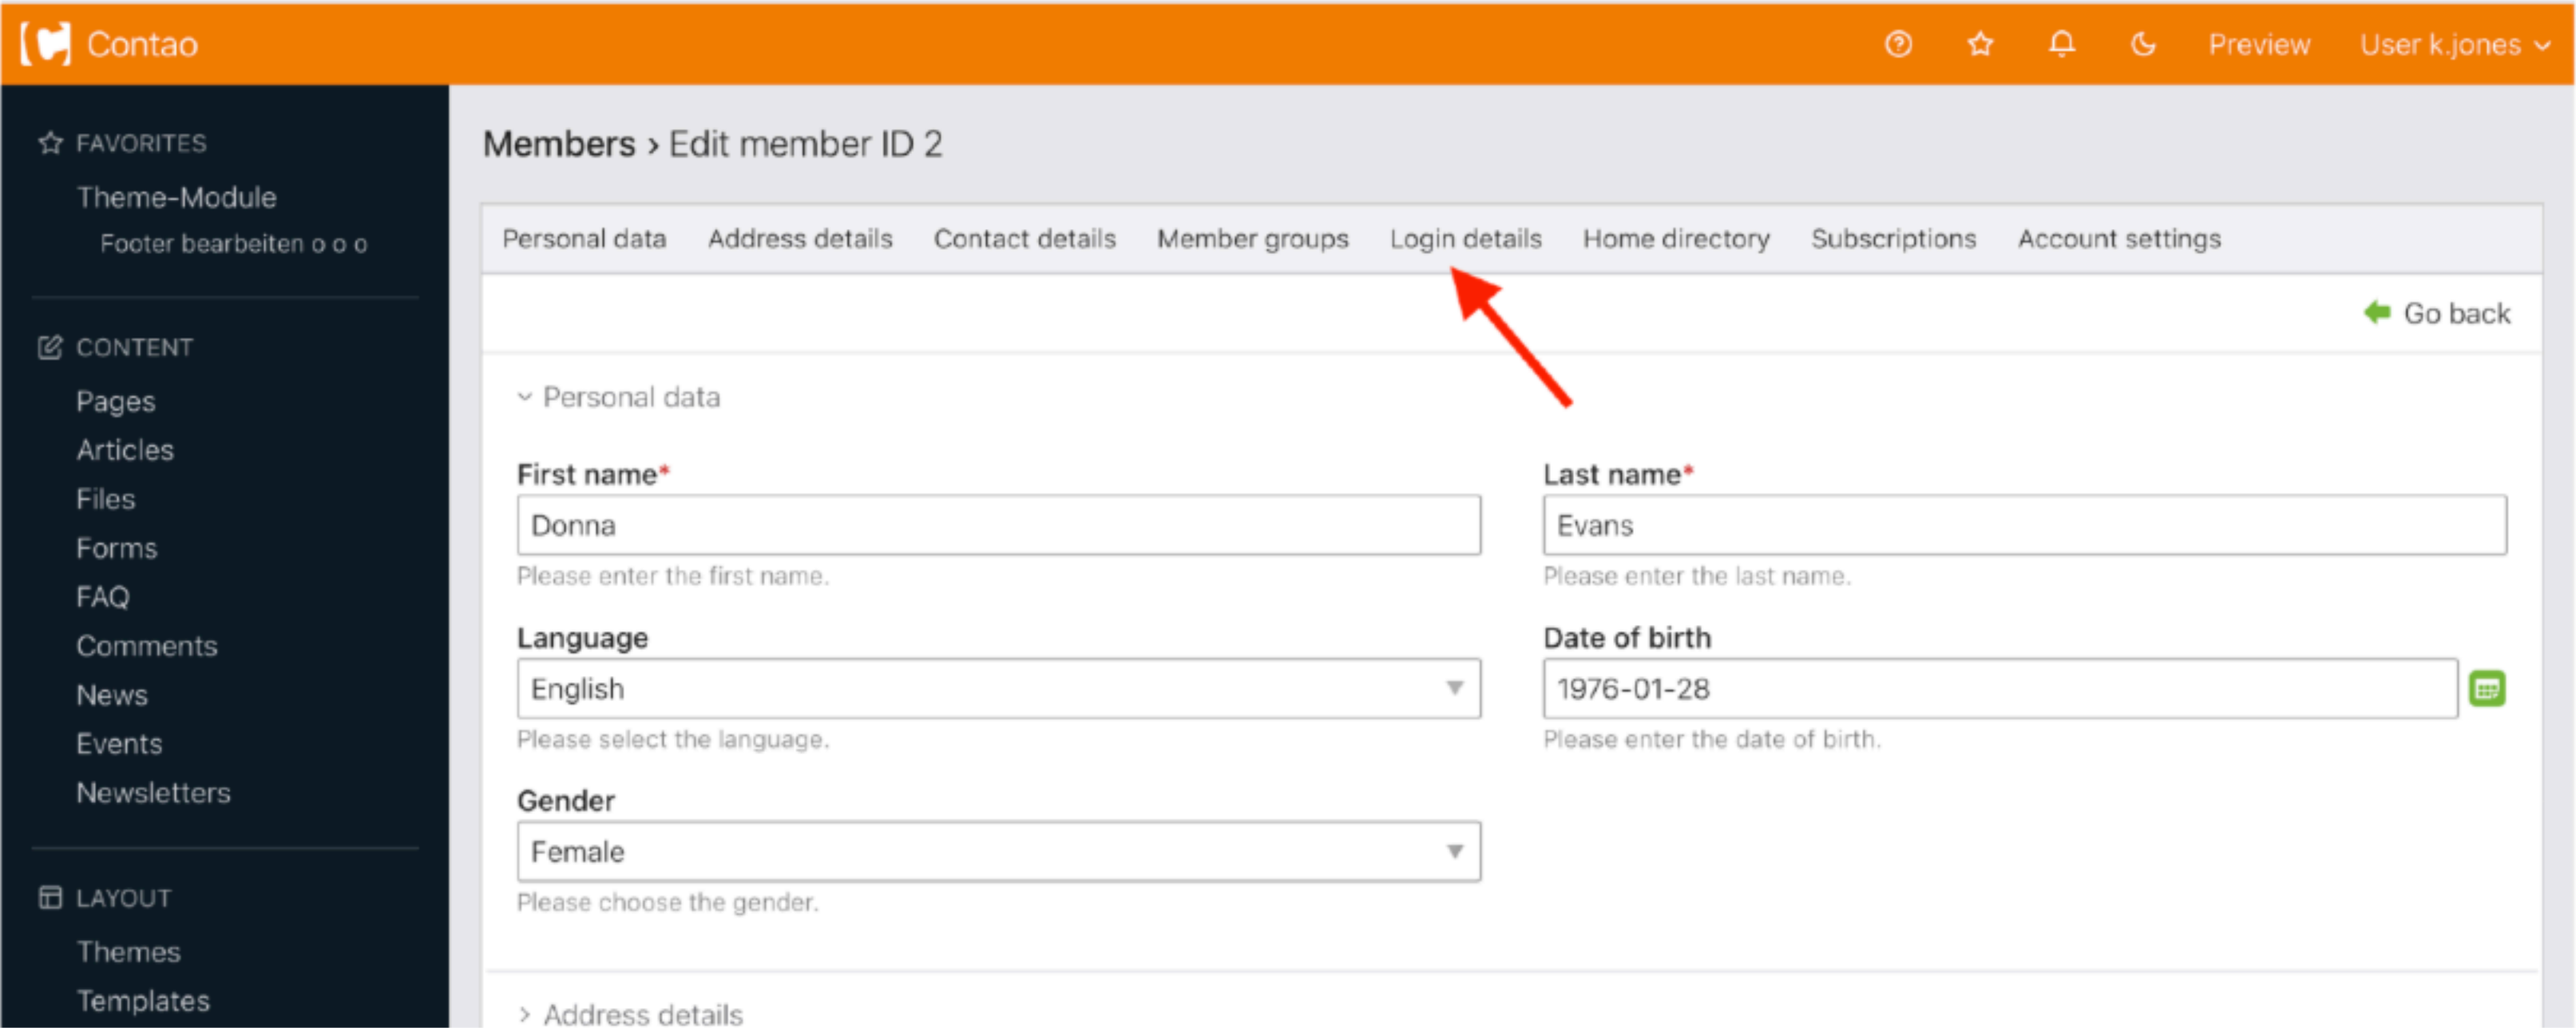 Contao
Preview
User k.jones
FAVORITES
Theme-Module
Footer bearbeiten o o o
CONTENT
Pages
Articles
Files
Forms
FAQ
Comments
News
Events
Newsletters
LAYOUT
Themes
Templates
Members › Edit member ID 2
Personal data Address details Contact details Member groups Login details Home directory Subscriptions Account settings
Go back
Personal data
First name*
Donna
Please enter the first name.
Last name*
Evans
Please enter the last name.
Language
English
Please select the language.
Date of birth
1976-01-28
Please enter the date of birth.
Gender
Female
Please choose the gender.
Address details